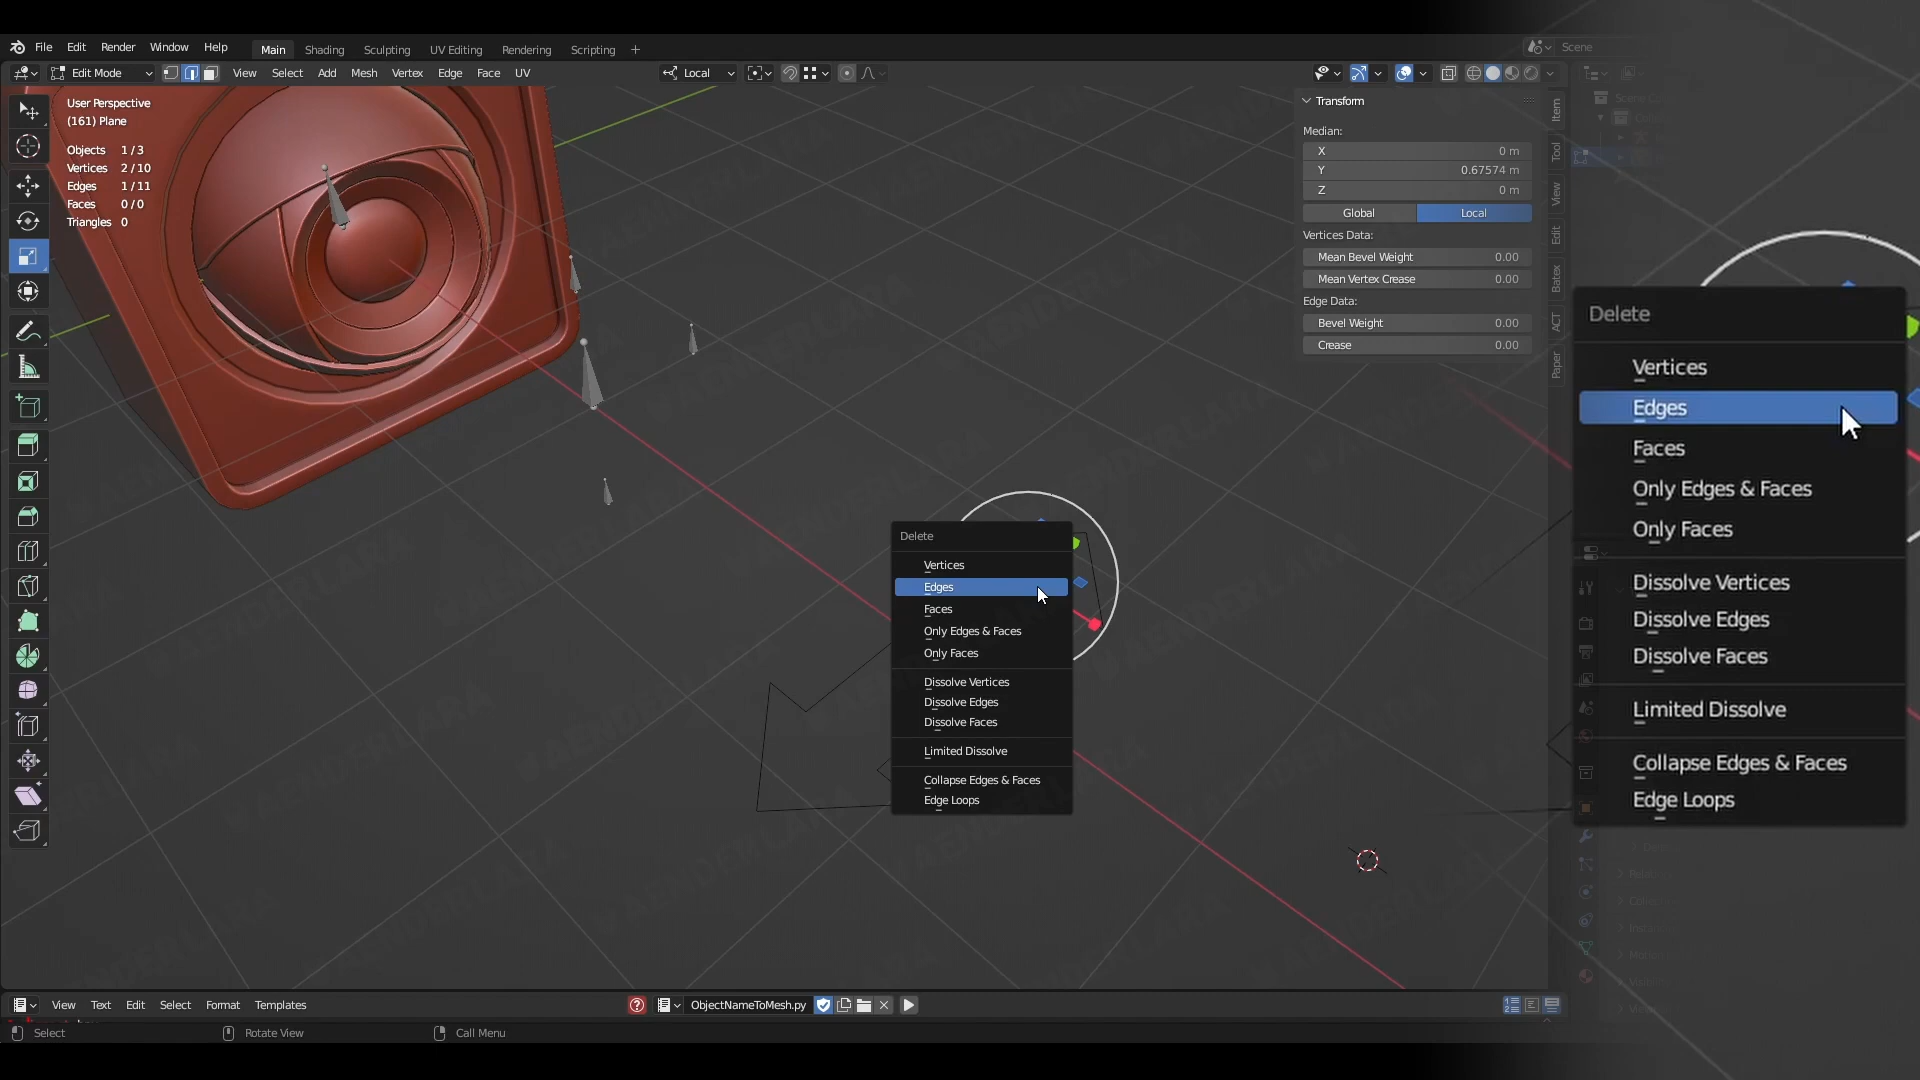 File Edit Render Window Help Main Shading Sculpting UV Editing Rendering Scripting +
Scene
Edit Mode View Select Add Mesh Vertex Edge Face UV Local
User Perspective
(161) Plane
Objects 1/3
Vertices 2/10
Edges 1/11
Faces 0/0
Triangles 0
Transform
Median:
X 0 m
Y 0.67574 m
Z 0 m
Global Local
Vertices Data:
Mean Bevel Weight 0.00
Mean Vertex Crease 0.00
Edge Data:
Bevel Weight 0.00
Crease 0.00
Item
Tool
View
Edit
Batex
ACT
Paper
Delete
Vertices
Edges
Faces
Only Edges & Faces
Only Faces
Dissolve Vertices
Dissolve Edges
Dissolve Faces
Limited Dissolve
Collapse Edges & Faces
Edge Loops
Delete
Vertices
Edges
Faces
Only Edges & Faces
Only Faces
Dissolve Vertices
Dissolve Edges
Dissolve Faces
Limited Dissolve
Collapse Edges & Faces
Edge Loops
View Text Edit Select Format Templates ObjectNameToMesh.py
Select Rotate View Call Menu